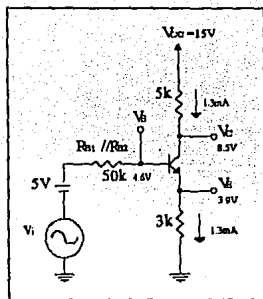 VCC=15V
5k
1.3mA
VB
VC
8.5V
RB1 //RB2
50k
4.6V
5V
VE
3.9V
3k
1.3mA
Vi